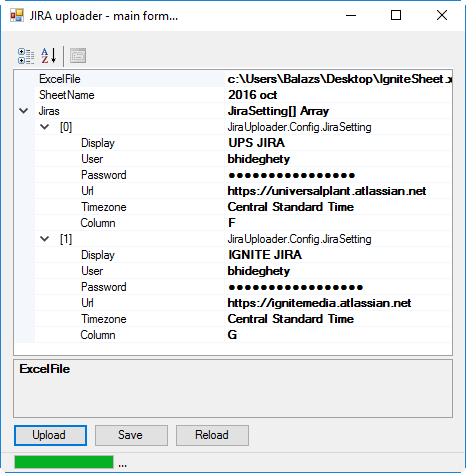 JIRA uploader - main form...
ExcelFile c:\Users\Balazs\Desktop\IgniteSheet.x
SheetName 2016 oct
Jiras JiraSetting[] Array
[0] JiraUploader.Config.JiraSetting
Display UPS JIRA
User bhideghety
Password ●●●●●●●●●●●●●●●●
Url https://universalplant.atlassian.net
Timezone Central Standard Time
Column F
[1] JiraUploader.Config.JiraSetting
Display IGNITE JIRA
User bhideghety
Password ●●●●●●●●●●●●●●●●●
Url https://ignitemedia.atlassian.net
Timezone Central Standard Time
Column G
ExcelFile
Upload Save Reload
...